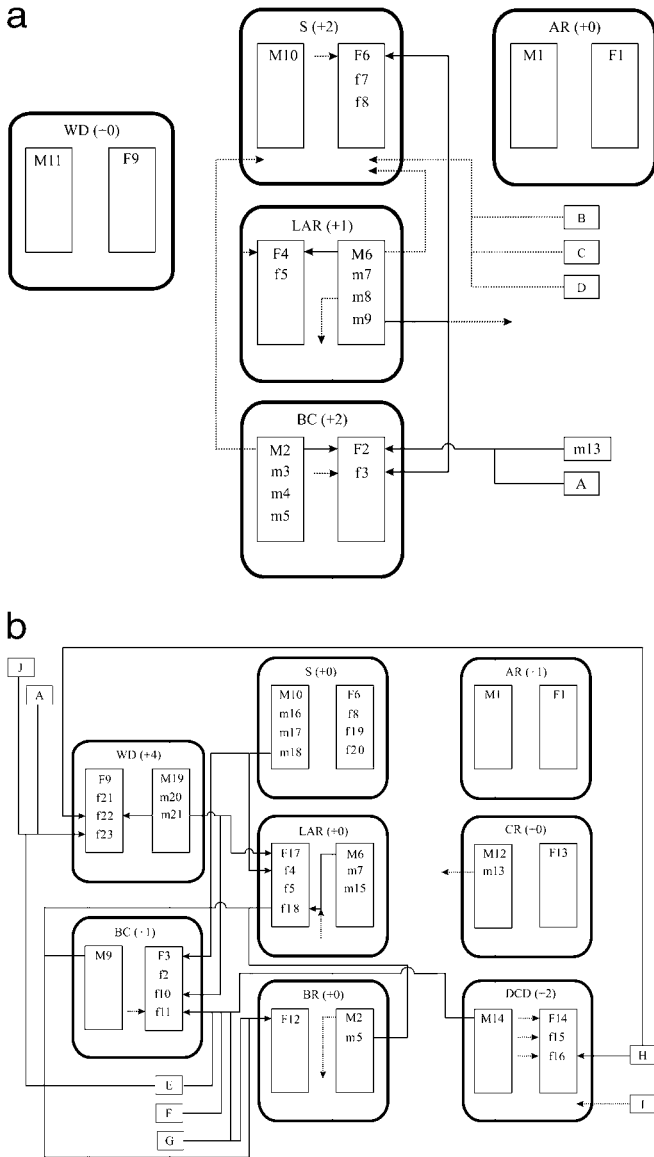 a
S (+2)
M10 F6
f7
f8
AR (+0)
M1 F1
WD (+0)
M11 F9
B
C
D
LAR (+1)
F4 M6
f5 m7
m8
m9
BC (+2)
M2 F2
m3 f3
m4
m5
m13
A
b
J
A
S (+0)
M10 F6
m16 f8
m17 f19
m18 f20
AR (-1)
M1 F1
WD (+4)
F9 M19
f21 m20
f22 m21
f23
LAR (+0)
F17 M6
f4 m7
f5 m15
f18
CR (+0)
M12 F13
m13
BC (-1)
M9 F3
f2
f10
f11
BR (+0)
F12 M2
m5
DCD (+2)
M14 F14
f15
f16
H
I
E
F
G